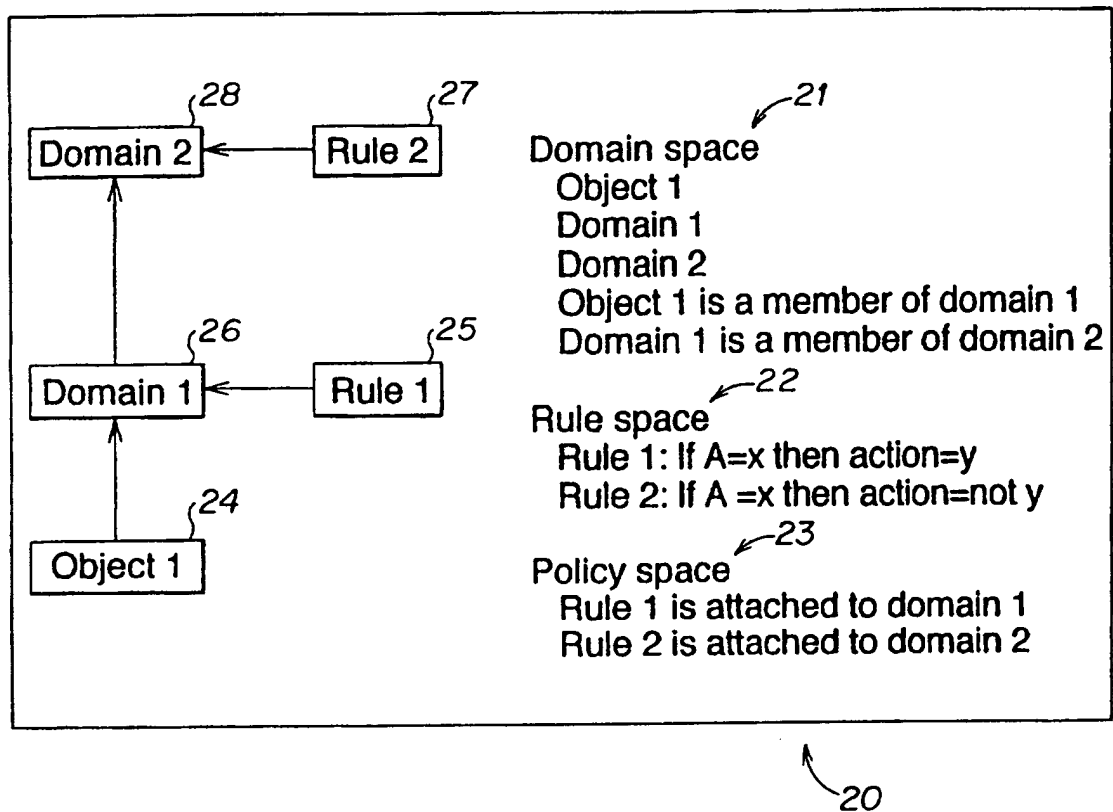 28
27
21
Domain 2
Rule 2
Domain space
Object 1
Domain 1
Domain 2
Object 1 is a member of domain 1
Domain 1 is a member of domain 2
26
25
22
Domain 1
Rule 1
Rule space
Rule 1: If A=x then action=y
Rule 2: If A =x then action=not y
24
23
Object 1
Policy space
Rule 1 is attached to domain 1
Rule 2 is attached to domain 2
20